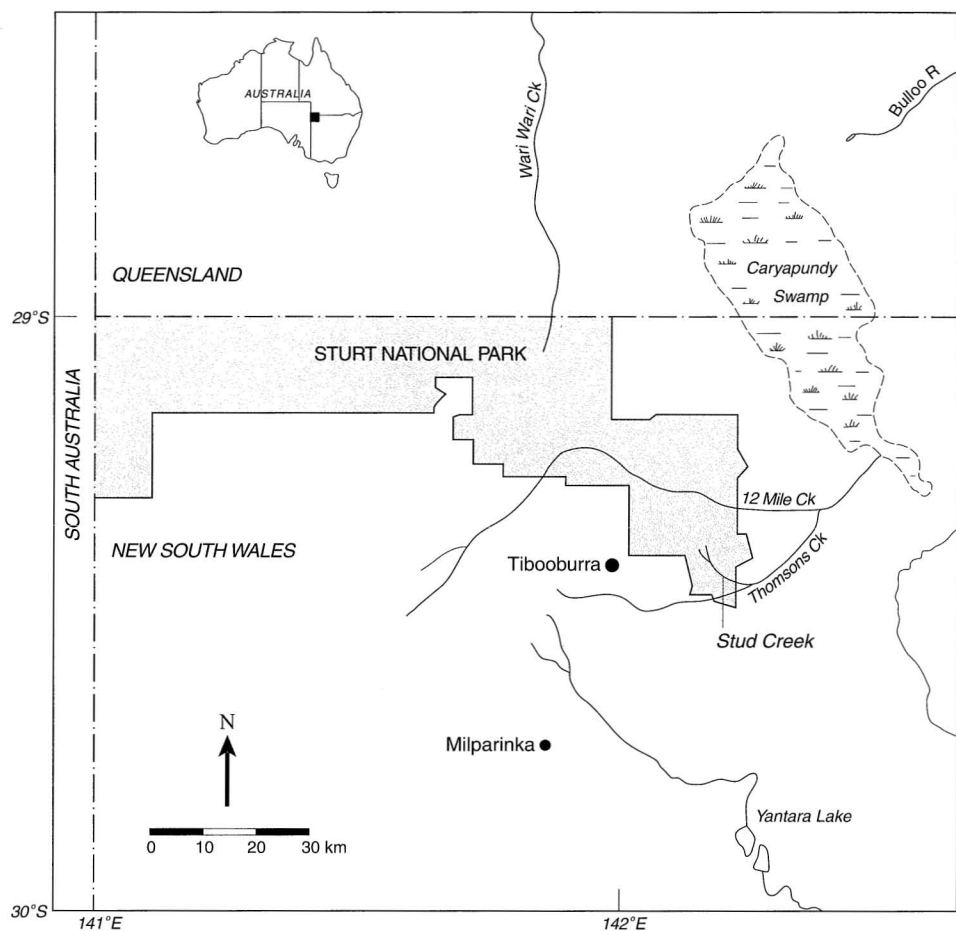 AUSTRALIA
Wari Wari Ck
Bulloo R
QUEENSLAND
Caryapundy
Swamp
29°S
STURT NATIONAL PARK
SOUTH AUSTRALIA
12 Mile Ck
NEW SOUTH WALES
Tibooburra
Thomsons Ck
Stud Creek
N
Milparinka
Yantara Lake
0 10 20 30 km
30°S
141°E
142°E